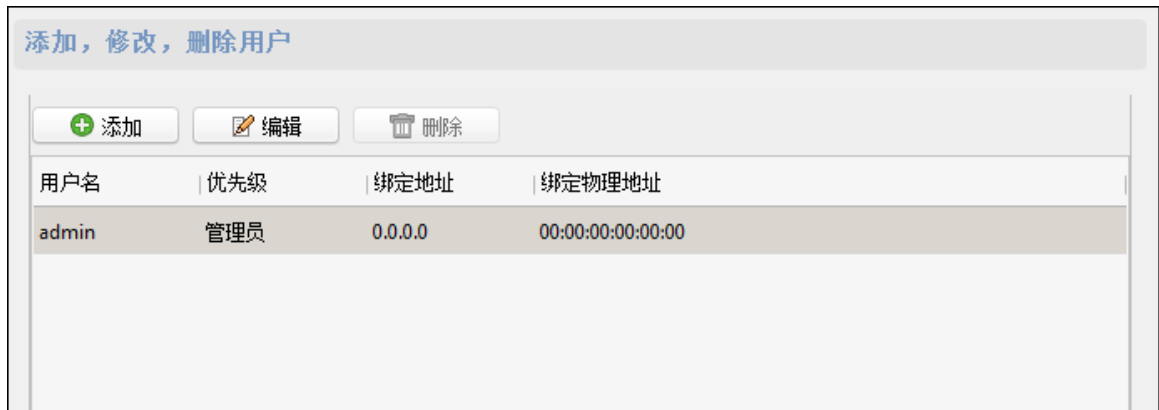 添加，修改，删除用户
添加 编辑 删除
用户名 优先级 绑定地址 绑定物理地址
admin 管理员 0.0.0.0 00:00:00:00:00:00